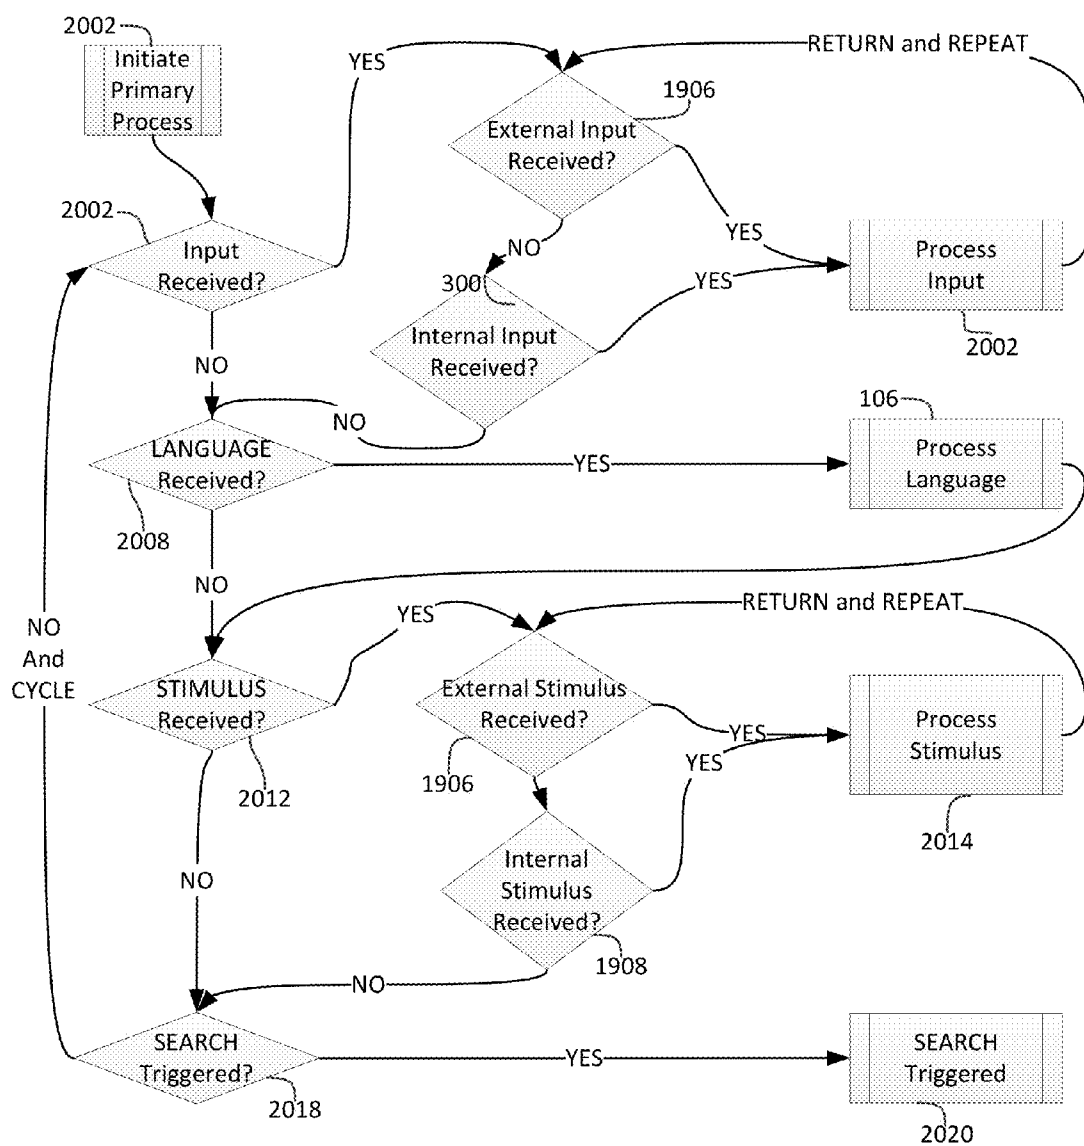 2002
Initiate
Primary
Process
YES
RETURN and REPEAT
1906
External Input
Received?
2002
Input
Received?
NO
YES
Process
Input
2002
300
Internal Input
Received?
YES
NO
NO
106
LANGUAGE
Received?
YES
Process
Language
2008
NO
NO
And
CYCLE
YES
RETURN and REPEAT
STIMULUS
Received?
External Stimulus
Received?
YES
Process
Stimulus
2012
1906
YES
2014
Internal
Stimulus
Received?
NO
1908
NO
SEARCH
Triggered?
YES
SEARCH
Triggered
2018
2020